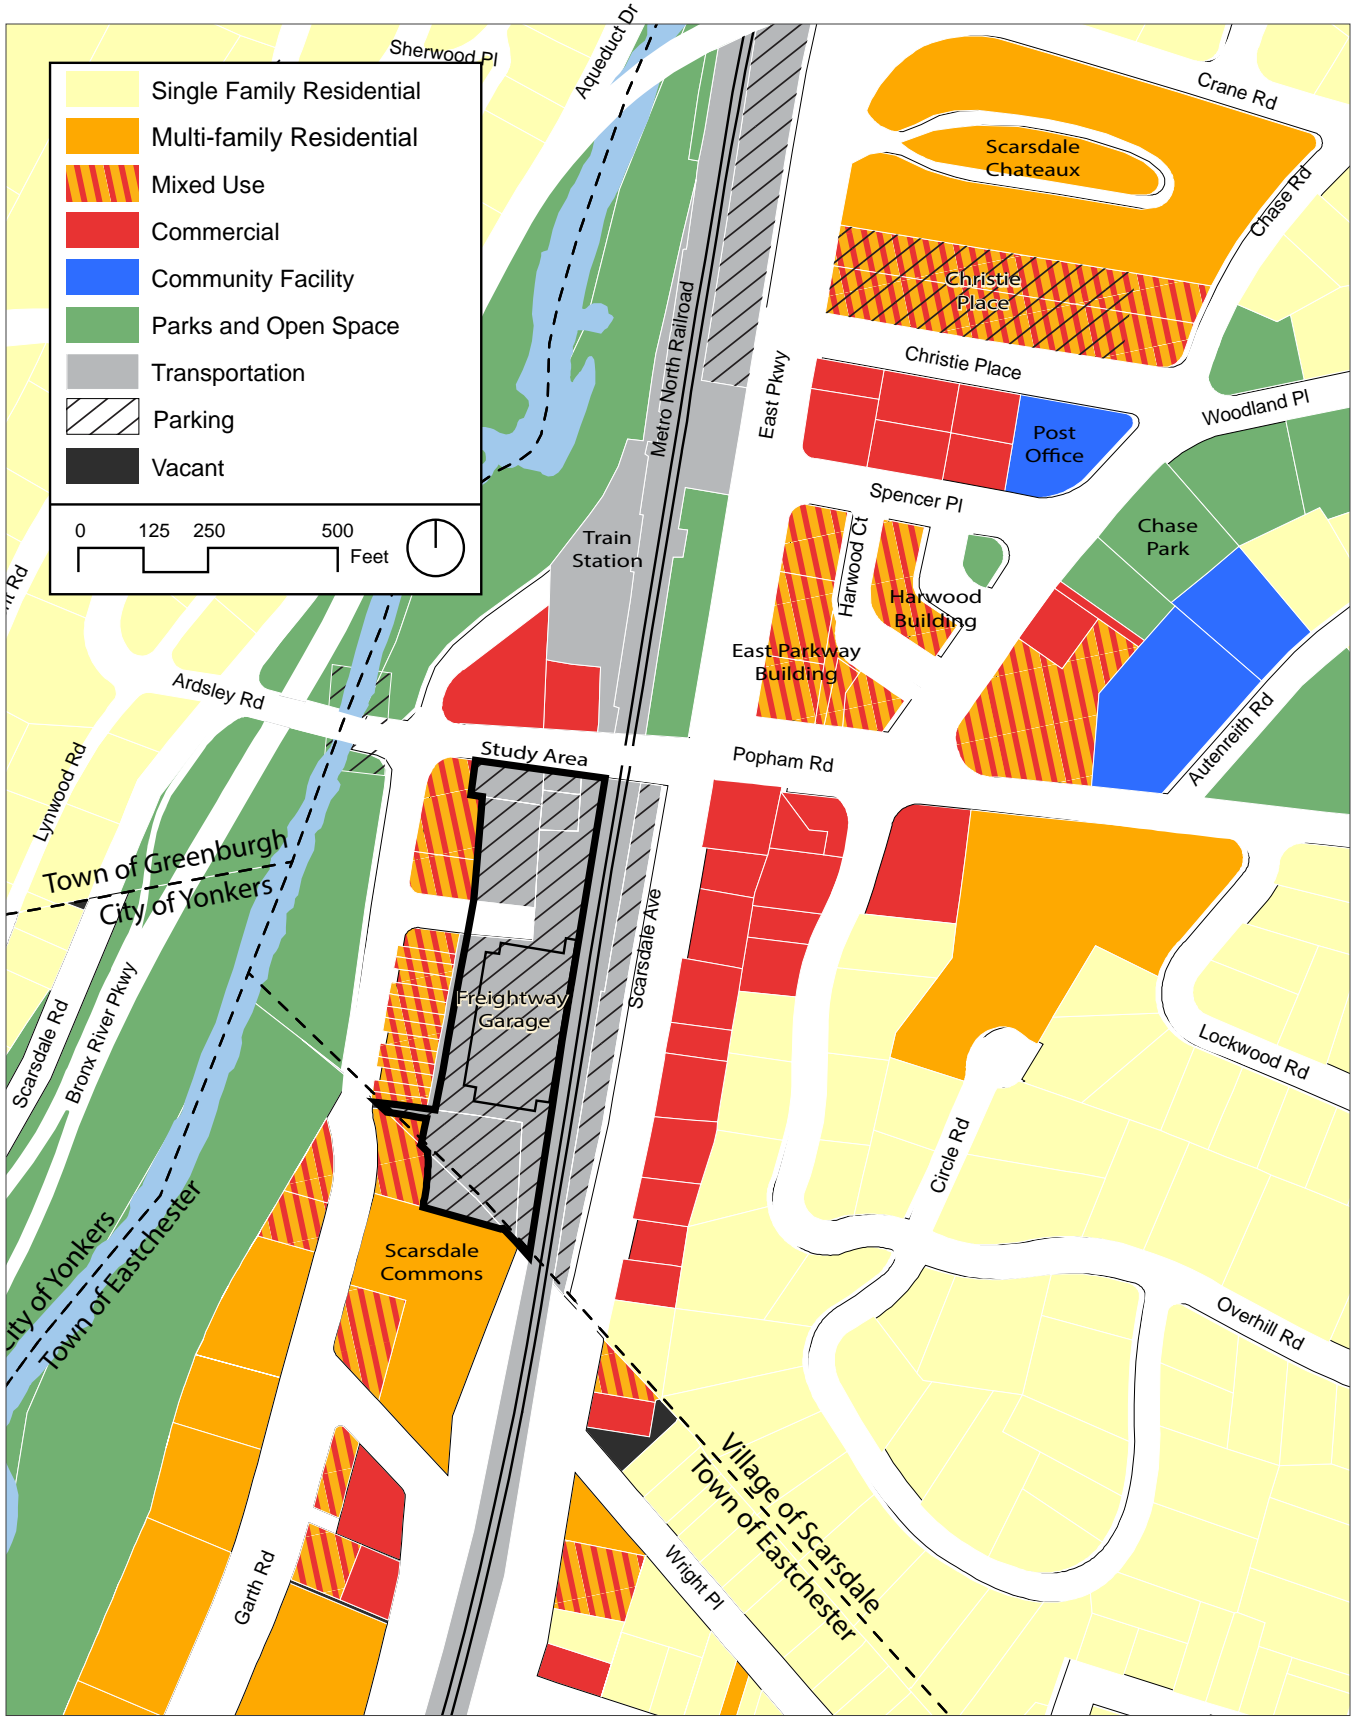 Sherwood Pl
Aqueduct Dr
Crane Rd
Single Family Residential
Multi-family Residential
Mixed Use
Commercial
Community Facility
Parks and Open Space
Transportation
Parking
Vacant
0 125 250 500
Feet
Scarsdale
Chateaux
Chase Rd
Christie
Place
Metro North Railroad
East Pkwy
Christie Place
Woodland Pl
Post
Office
Spencer Pl
Train
Station
Chase
Park
Harwood Ct
Harwood
Building
East Parkway
Building
nt Rd
Ardsley Rd
Study Area
Popham Rd
Autenreith Rd
Lynwood Rd
Town of Greenburgh
City of Yonkers
Scarsdale Ave
Freightway
Garage
Scarsdale Rd
Bronx River Pkwy
Lockwood Rd
Circle Rd
City of Yonkers
Town of Eastchester
Scarsdale
Commons
Overhill Rd
Village of Scarsdale
Town of Eastchester
Wright Pl
Garth Rd